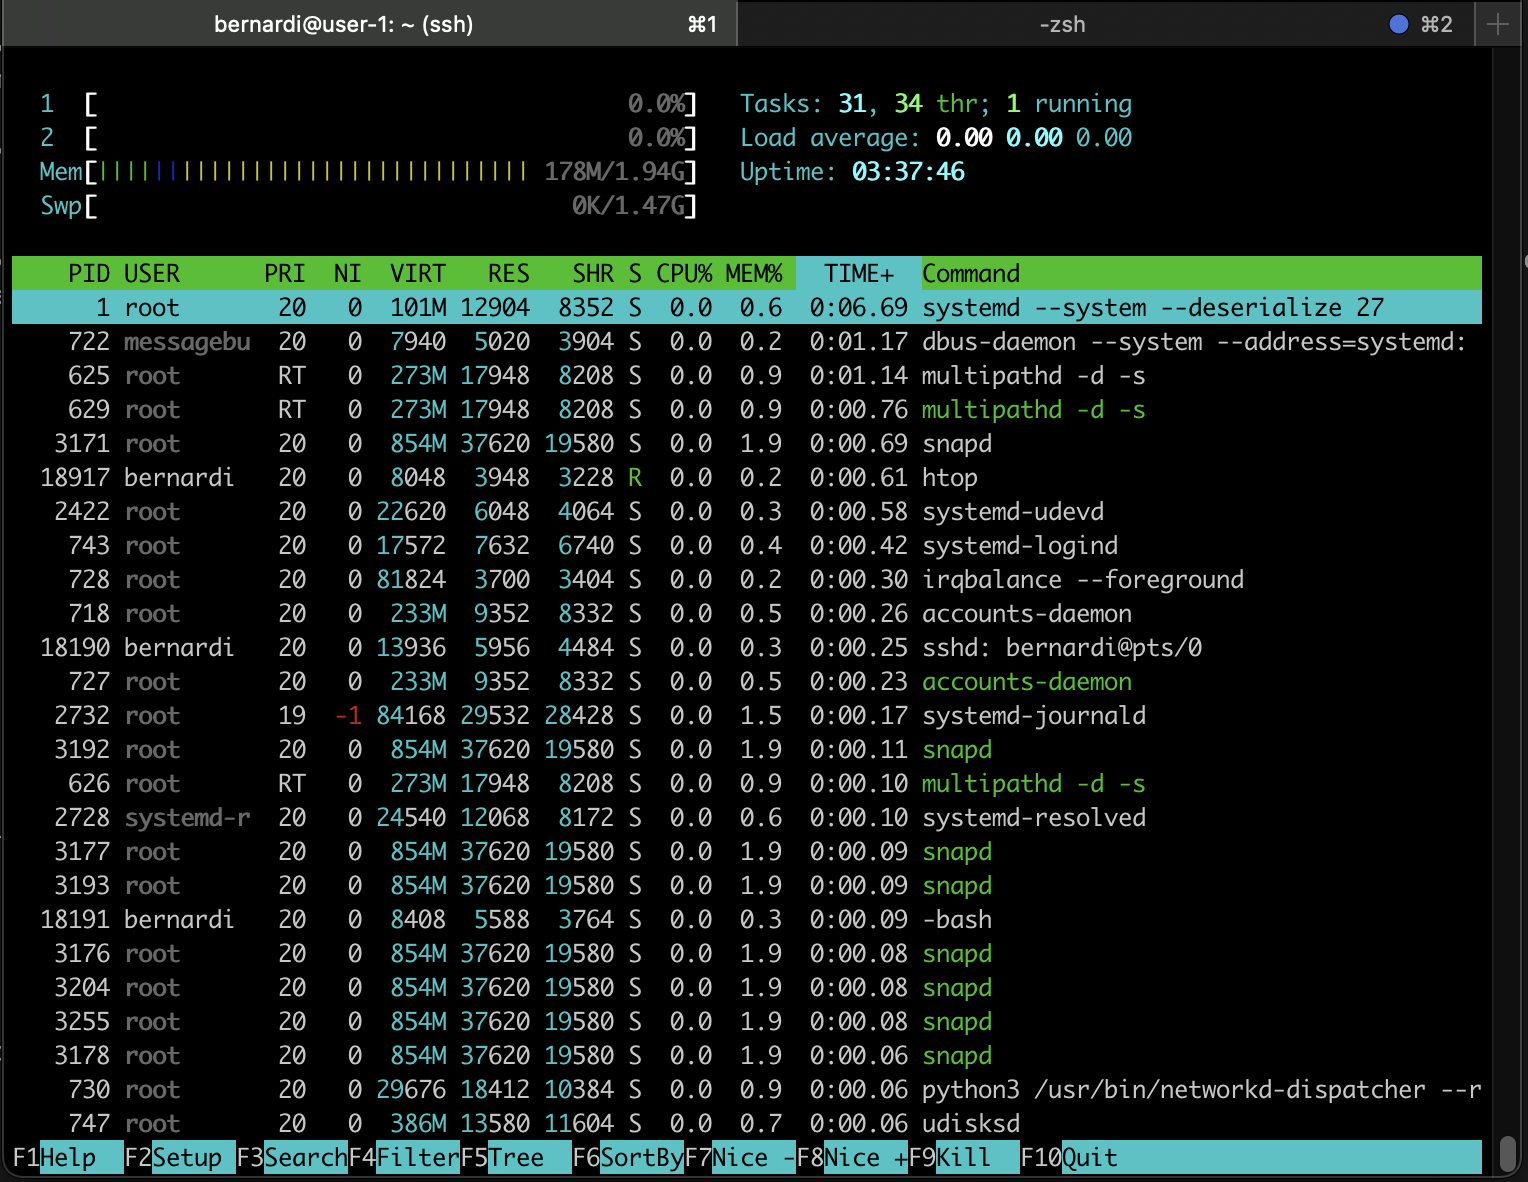 bernardi@user-1: ~ (ssh) ⌘1 -zsh ⌘2 +
1 [ 0.0%] Tasks: 31, 34 thr; 1 running
2 [ 0.0%] Load average: 0.00 0.00 0.00
Mem[||||||||||||||||||||||||||||||| 178M/1.94G] Uptime: 03:37:46
Swp[ 0K/1.47G]
PID USER PRI NI VIRT RES SHR S CPU% MEM% TIME+ Command
1 root 20 0 101M 12904 8352 S 0.0 0.6 0:06.69 systemd --system --deserialize 27
722 messagebu 20 0 7940 5020 3904 S 0.0 0.2 0:01.17 dbus-daemon --system --address=systemd:
625 root RT 0 273M 17948 8208 S 0.0 0.9 0:01.14 multipathd -d -s
629 root RT 0 273M 17948 8208 S 0.0 0.9 0:00.76 multipathd -d -s
3171 root 20 0 854M 37620 19580 S 0.0 1.9 0:00.69 snapd
18917 bernardi 20 0 8048 3948 3228 R 0.0 0.2 0:00.61 htop
2422 root 20 0 22620 6048 4064 S 0.0 0.3 0:00.58 systemd-udevd
743 root 20 0 17572 7632 6740 S 0.0 0.4 0:00.42 systemd-logind
728 root 20 0 81824 3700 3404 S 0.0 0.2 0:00.30 irqbalance --foreground
718 root 20 0 233M 9352 8332 S 0.0 0.5 0:00.26 accounts-daemon
18190 bernardi 20 0 13936 5956 4484 S 0.0 0.3 0:00.25 sshd: bernardi@pts/0
727 root 20 0 233M 9352 8332 S 0.0 0.5 0:00.23 accounts-daemon
2732 root 19 -1 84168 29532 28428 S 0.0 1.5 0:00.17 systemd-journald
3192 root 20 0 854M 37620 19580 S 0.0 1.9 0:00.11 snapd
626 root RT 0 273M 17948 8208 S 0.0 0.9 0:00.10 multipathd -d -s
2728 systemd-r 20 0 24540 12068 8172 S 0.0 0.6 0:00.10 systemd-resolved
3177 root 20 0 854M 37620 19580 S 0.0 1.9 0:00.09 snapd
3193 root 20 0 854M 37620 19580 S 0.0 1.9 0:00.09 snapd
18191 bernardi 20 0 8408 5588 3764 S 0.0 0.3 0:00.09 -bash
3176 root 20 0 854M 37620 19580 S 0.0 1.9 0:00.08 snapd
3204 root 20 0 854M 37620 19580 S 0.0 1.9 0:00.08 snapd
3255 root 20 0 854M 37620 19580 S 0.0 1.9 0:00.08 snapd
3178 root 20 0 854M 37620 19580 S 0.0 1.9 0:00.06 snapd
730 root 20 0 29676 18412 10384 S 0.0 0.9 0:00.06 python3 /usr/bin/networkd-dispatcher --r
747 root 20 0 386M 13580 11604 S 0.0 0.7 0:00.06 udisksd
F1Help F2Setup F3SearchF4FilterF5Tree F6SortByF7Nice -F8Nice +F9Kill F10Quit